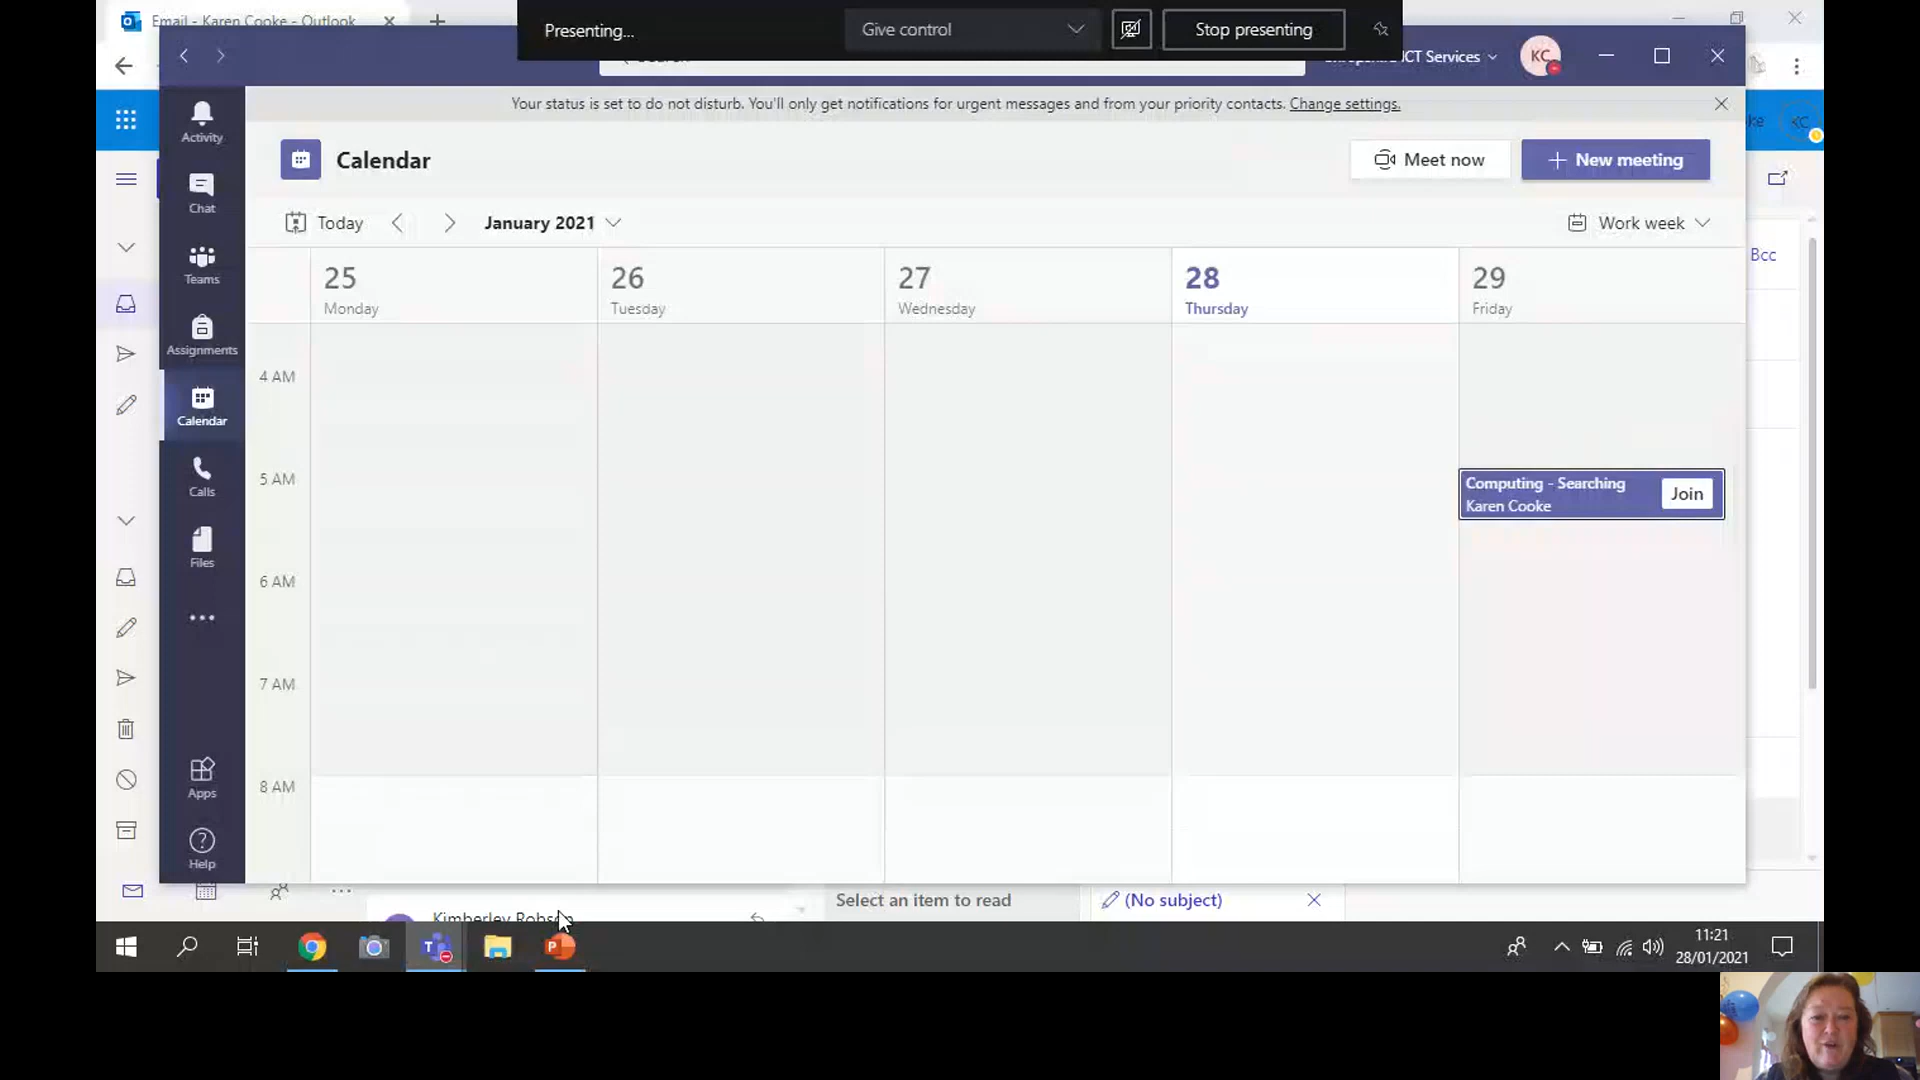 Email - Karen Cooke - Outlook
Presenting...
Give control
Stop presenting
ICT Services
KC
Your status is set to do not disturb. You'll only get notifications for urgent messages and from your priority contacts. Change settings.
KC
Activity
Calendar
Meet now
New meeting
Chat
Today
January 2021
Work week
Bcc
Teams
25
Monday
26
Tuesday
27
Wednesday
28
Thursday
29
Friday
Assignments
4 AM
Calendar
5 AM
Computing - Searching
Karen Cooke
Join
Calls
Files
6 AM
7 AM
Apps
8 AM
Help
Select an item to read
(No subject)
Kimberley Robson
11:21
28/01/2021